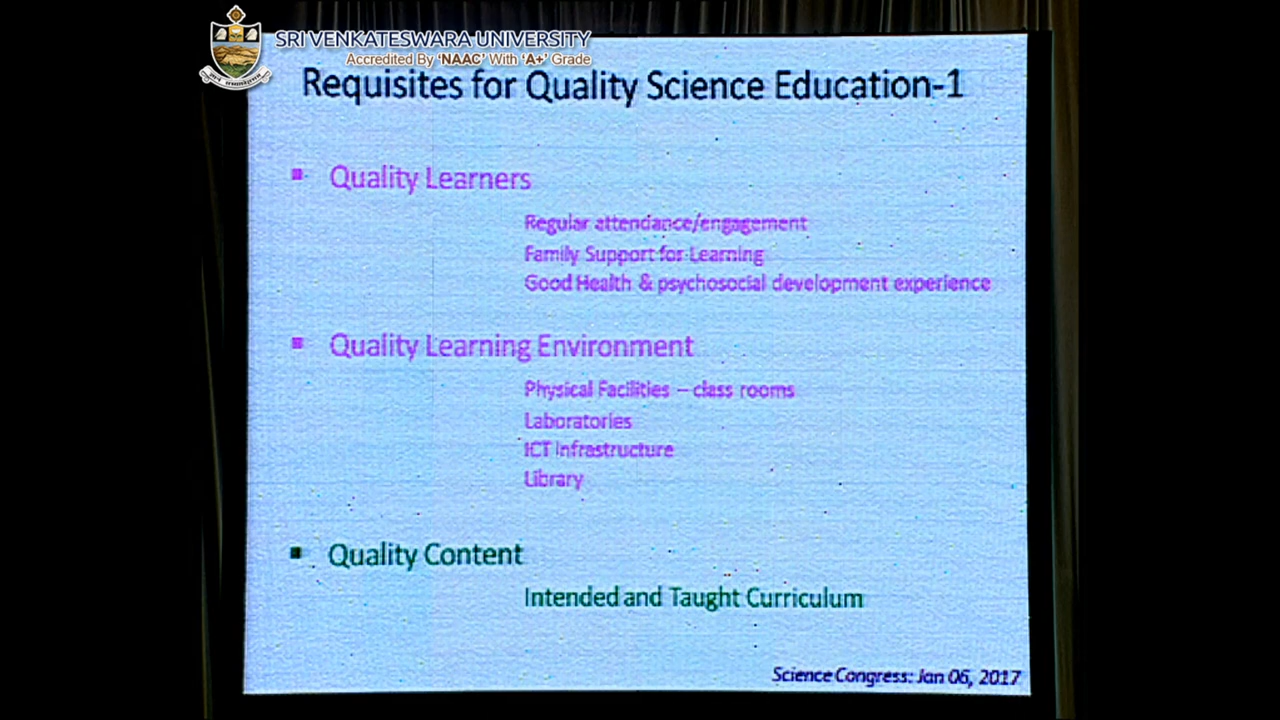 SRI VENKATESWARA UNIVERSITY
Accredited By 'NAAC' With 'A+' Grade
Requisites for Quality Science Education-1
▪ Quality Learners
Regular attendance/engagement
Family Support for Learning
Good Health & psychosocial development experience
▪ Quality Learning Environment
Physical Facilities – class rooms
Laboratories
ICT Infrastructure
Library
▪ Quality Content
Intended and Taught Curriculum
Science Congress: Jan 06, 2017